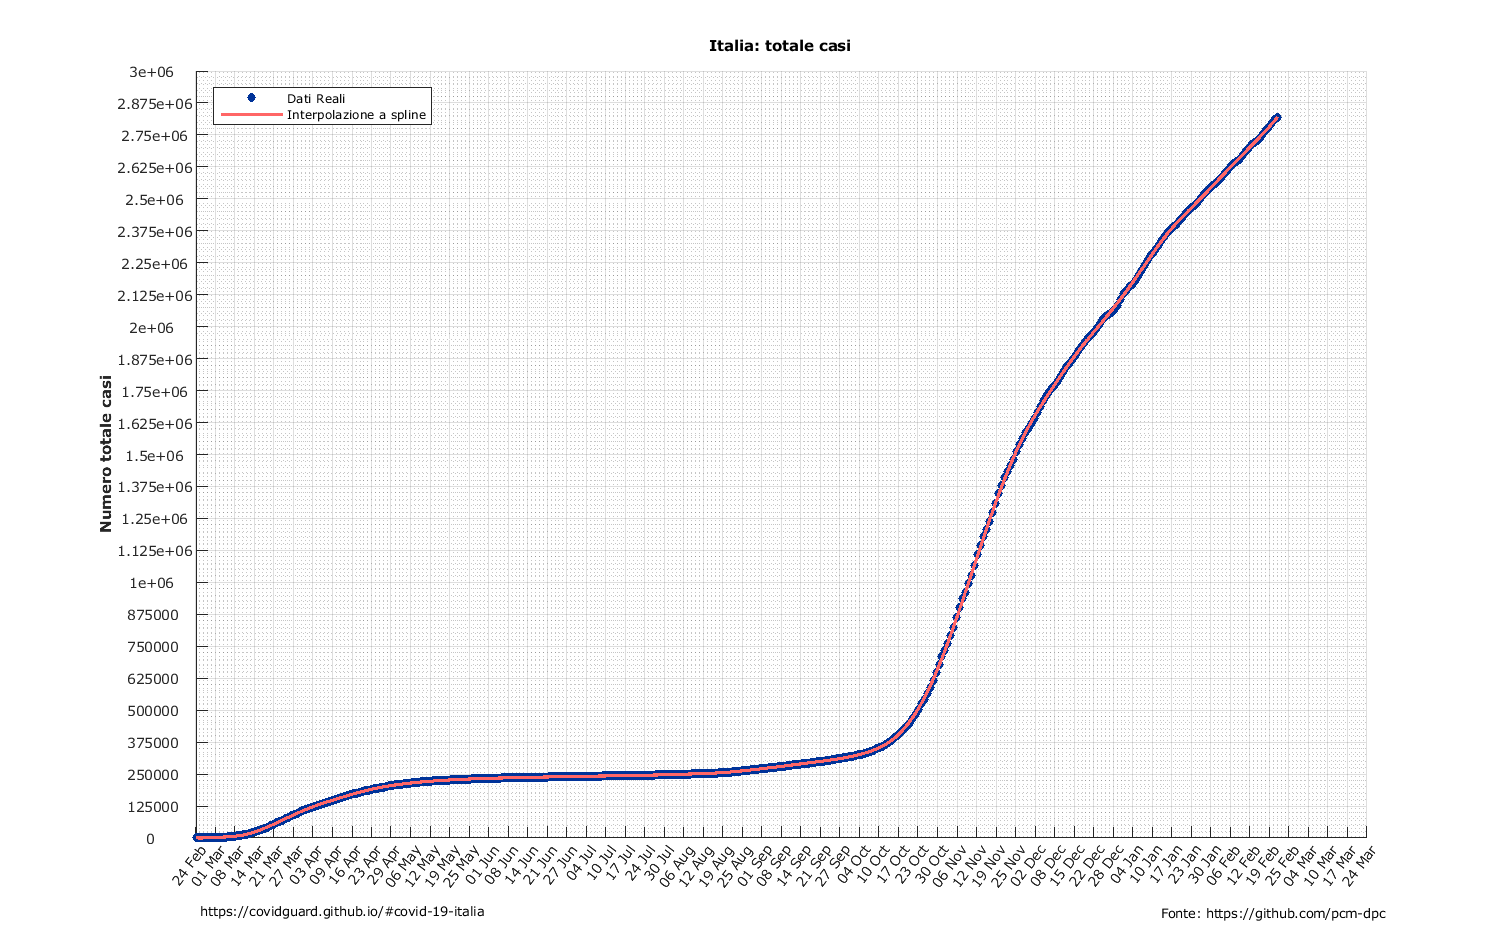 Italia: totale casi
Dati Reali
Interpolazione a spline
Numero totale casi
3e+06
2.875e+06
2.75e+06
2.625e+06
2.5e+06
2.375e+06
2.25e+06
2.125e+06
2e+06
1.875e+06
1.75e+06
1.625e+06
1.5e+06
1.375e+06
1.25e+06
1.125e+06
1e+06
875000
750000
625000
500000
375000
250000
125000
0
24 Feb
01 Mar
08 Mar
14 Mar
21 Mar
27 Mar
03 Apr
09 Apr
16 Apr
23 Apr
29 Apr
06 May
12 May
19 May
25 May
01 Jun
08 Jun
14 Jun
21 Jun
27 Jun
04 Jul
10 Jul
17 Jul
24 Jul
30 Jul
06 Aug
12 Aug
19 Aug
25 Aug
01 Sep
08 Sep
14 Sep
21 Sep
27 Sep
04 Oct
10 Oct
17 Oct
23 Oct
30 Oct
06 Nov
12 Nov
19 Nov
25 Nov
02 Dec
08 Dec
15 Dec
22 Dec
28 Dec
04 Jan
10 Jan
17 Jan
23 Jan
30 Jan
06 Feb
12 Feb
19 Feb
25 Feb
04 Mar
10 Mar
17 Mar
24 Mar
https://covidguard.github.io/#covid-19-italia
Fonte: https://github.com/pcm-dpc